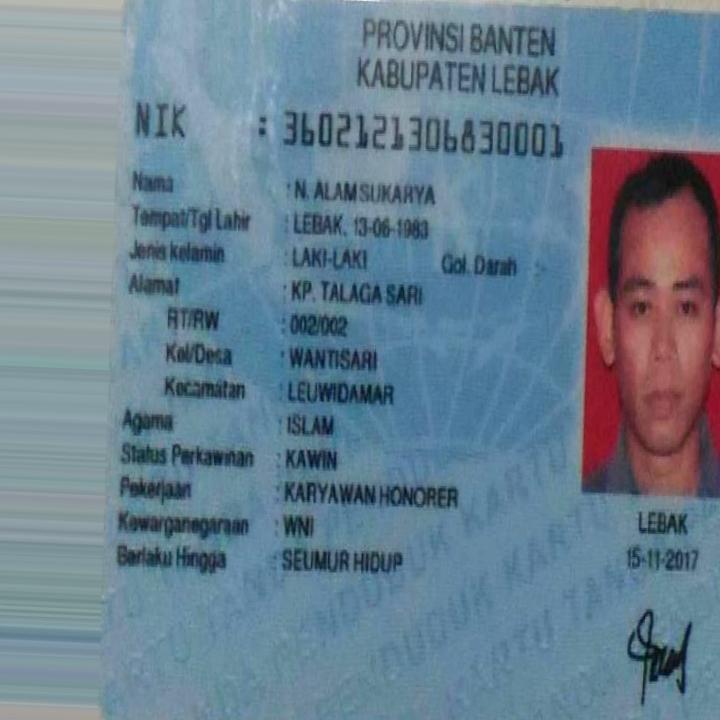 PROVINSI BANTEN
KABUPATEN LEBAK
NIK : 3602121306830001
Nama : N. ALAM SUKARYA
Tempat/Tgl Lahir : LEBAK, 13-06-1983
Jenis kelamin : LAKI-LAKI Gol. Darah : -
Alamat : KP. TALAGA SARI
RT/RW : 002/002
Kel/Desa : WANTISARI
Kecamatan : LEUWIDAMAR
Agama : ISLAM
Status Perkawinan : KAWIN
Pekerjaan : KARYAWAN HONORER
Kewarganegaraan : WNI
Berlaku Hingga : SEUMUR HIDUP
LEBAK
15-11-2017